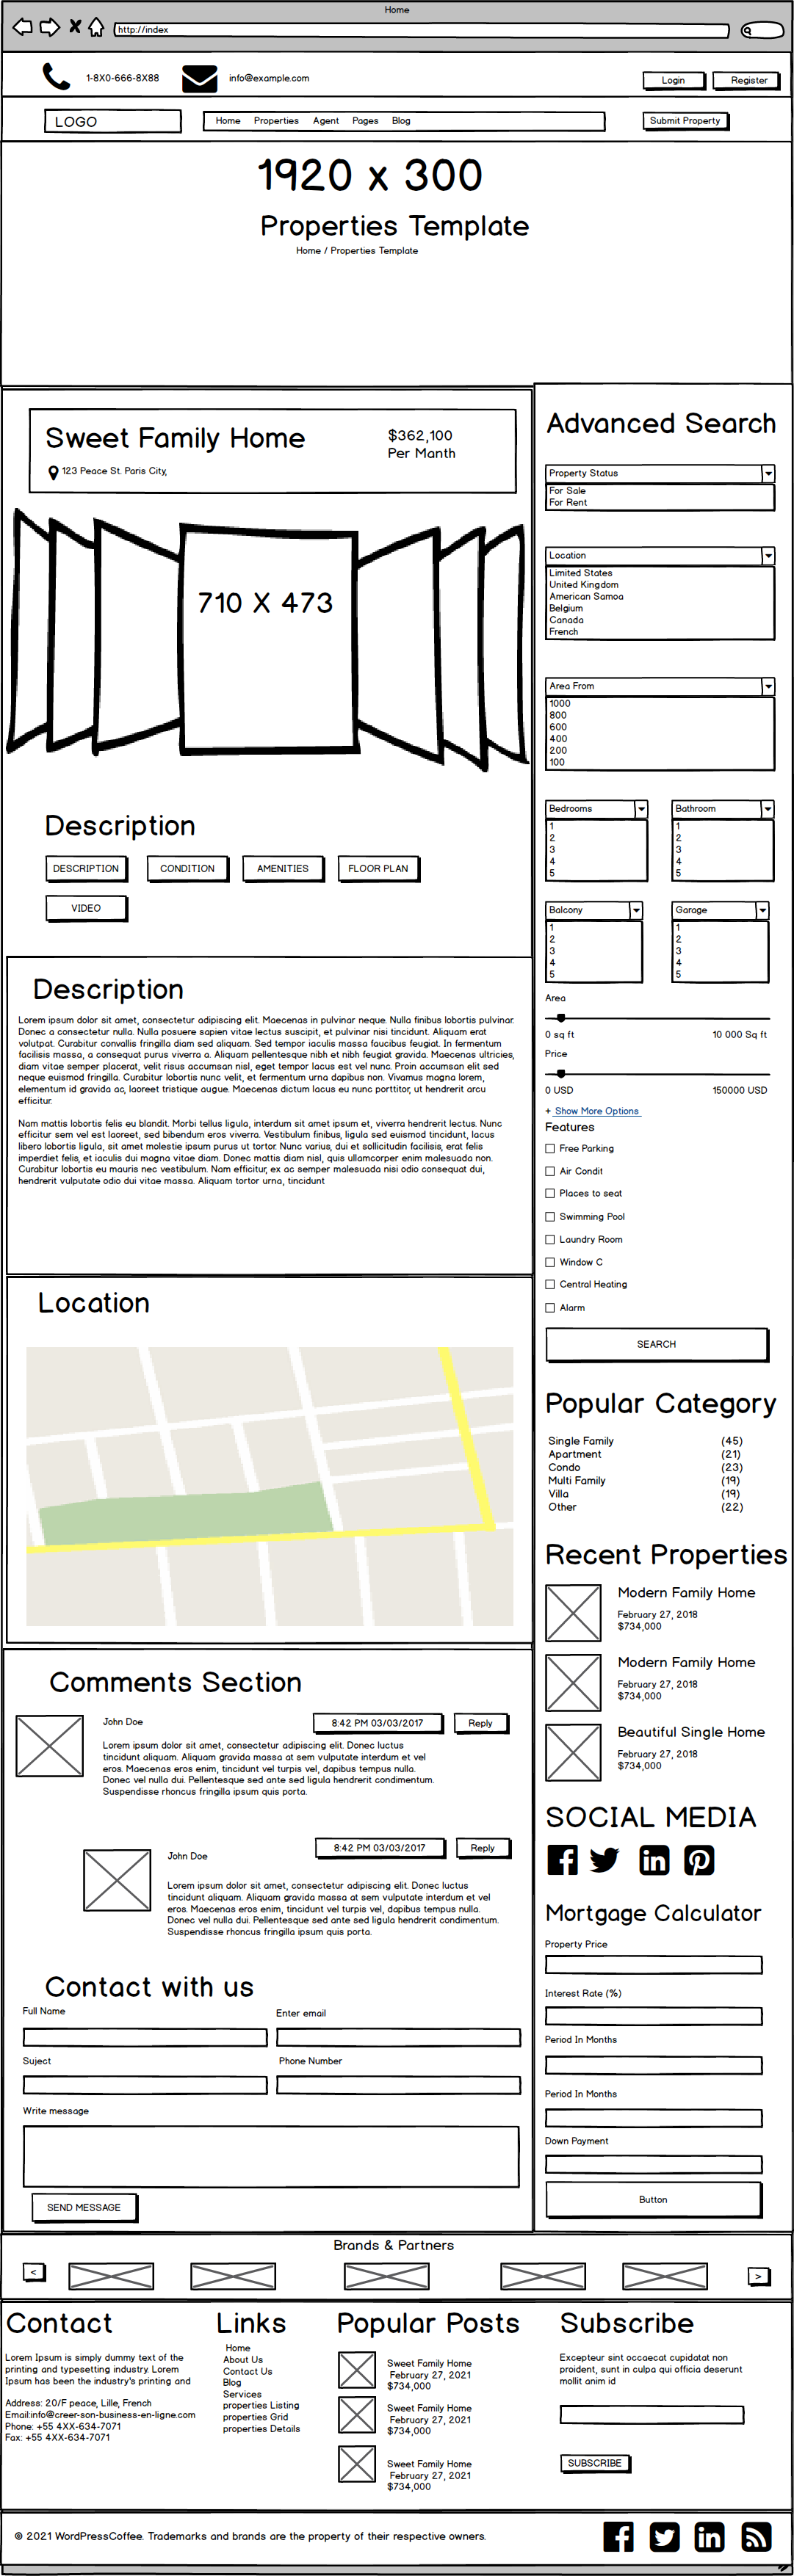 Home
http://index
1-8X0-666-8X88
info@example.com
Login
Register
LOGO
Home Properties Agent Pages Blog
Submit Property
1920 x 300
Properties Template
Home / Properties Template
Sweet Family Home
$362,100
Per Manth
123 Peace St. Paris City,
710 X 473
Description
DESCRIPTION
CONDITION
AMENITIES
FLOOR PLAN
VIDEO
Description
Lorem ipsum dolor sit amet, consectetur adipiscing elit. Maecenas in pulvinar neque. Nulla finibus lobortis pulvinar.
Donec a consectetur nulla. Nulla posuere sapien vitae lectus suscipit, et pulvinar nisi tincidunt. Aliquam erat
volutpat. Curabitur convallis fringilla diam sed aliquam. Sed tempor iaculis massa faucibus feugiat. In fermentum
facilisis massa, a consequat purus viverra a. Aliquam pellentesque nibh et nibh feugiat gravida. Maecenas ultricies,
diam vitae semper placerat, velit risus accumsan nisl, eget tempor lacus est vel nunc. Proin accumsan elit sed
neque euismod fringilla. Curabitur lobortis nunc velit, et fermentum urna dapibus non. Vivamus magna lorem,
elementum id gravida ac, laoreet tristique augue. Maecenas dictum lacus eu nunc porttitor, ut hendrerit arcu
efficitur.
Nam mattis lobortis felis eu blandit. Morbi tellus ligula, interdum sit amet ipsum et, viverra hendrerit lectus. Nunc
efficitur sem vel est laoreet, sed bibendum eros viverra. Vestibulum finibus, ligula sed euismod tincidunt, lacus
libero lobortis ligula, sit amet molestie ipsum purus ut tortor. Nunc varius, dui et sollicitudin facilisis, erat felis
imperdiet felis, et iaculis dui magna vitae diam. Donec mattis diam nisl, quis ullamcorper enim malesuada non.
Curabitur lobortis eu mauris nec vestibulum. Nam efficitur, ex ac semper malesuada nisi odio consequat dui,
hendrerit vulputate odio dui vitae massa. Aliquam tortor urna, tincidunt
Location
Comments Section
John Doe
8:42 PM 03/03/2017
Reply
Lorem ipsum dolor sit amet, consectetur adipiscing elit. Donec luctus
tincidunt aliquam. Aliquam gravida massa at sem vulputate interdum et vel
eros. Maecenas eros enim, tincidunt vel turpis vel, dapibus tempus nulla.
Donec vel nulla dui. Pellentesque sed ante sed ligula hendrerit condimentum.
Suspendisse rhoncus fringilla ipsum quis porta.
John Doe
8:42 PM 03/03/2017
Reply
Lorem ipsum dolor sit amet, consectetur adipiscing elit. Donec luctus
tincidunt aliquam. Aliquam gravida massa at sem vulputate interdum et vel
eros. Maecenas eros enim, tincidunt vel turpis vel, dapibus tempus nulla.
Donec vel nulla dui. Pellentesque sed ante sed ligula hendrerit condimentum.
Suspendisse rhoncus fringilla ipsum quis porta.
Contact with us
Full Name
Enter email
Suject
Phone Number
Write message
SEND MESSAGE
Advanced Search
Property Status
For Sale
For Rent
Location
Limited States
United Kingdom
American Samoa
Belgium
Canada
French
Area From
1000
800
600
400
200
100
Bedrooms
1
2
3
4
5
Bathroom
1
2
3
4
5
Balcony
1
2
3
4
5
Garage
1
2
3
4
5
Area
0 sq ft 10 000 Sq ft
Price
0 USD 150000 USD
+ Show More Options
Features
Free Parking
Air Condit
Places to seat
Swimming Pool
Laundry Room
Window C
Central Heating
Alarm
SEARCH
Popular Category
Single Family (45)
Apartment (21)
Condo (23)
Multi Family (19)
Villa (19)
Other (22)
Recent Properties
Modern Family Home
February 27, 2018
$734,000
Modern Family Home
February 27, 2018
$734,000
Beautiful Single Home
February 27, 2018
$734,000
SOCIAL MEDIA
Mortgage Calculator
Property Price
Interest Rate (%)
Period In Months
Period In Months
Down Payment
Button
Brands & Partners
<
>
Contact
Lorem Ipsum is simply dummy text of the
printing and typesetting industry. Lorem
Ipsum has been the industry's printing and
Address: 20/F peace, Lille, French
Email:info@creer-son-business-en-ligne.com
Phone: +55 4XX-634-7071
Fax: +55 4XX-634-7071
Links
Home
About Us
Contact Us
Blog
Services
properties Listing
properties Grid
properties Details
Popular Posts
Sweet Family Home
February 27, 2021
$734,000
Sweet Family Home
February 27, 2021
$734,000
Sweet Family Home
February 27, 2021
$734,000
Subscribe
Excepteur sint occaecat cupidatat non
proident, sunt in culpa qui officia deserunt
mollit anim id
SUBSCRIBE
© 2021 WordPressCoffee. Trademarks and brands are the property of their respective owners.